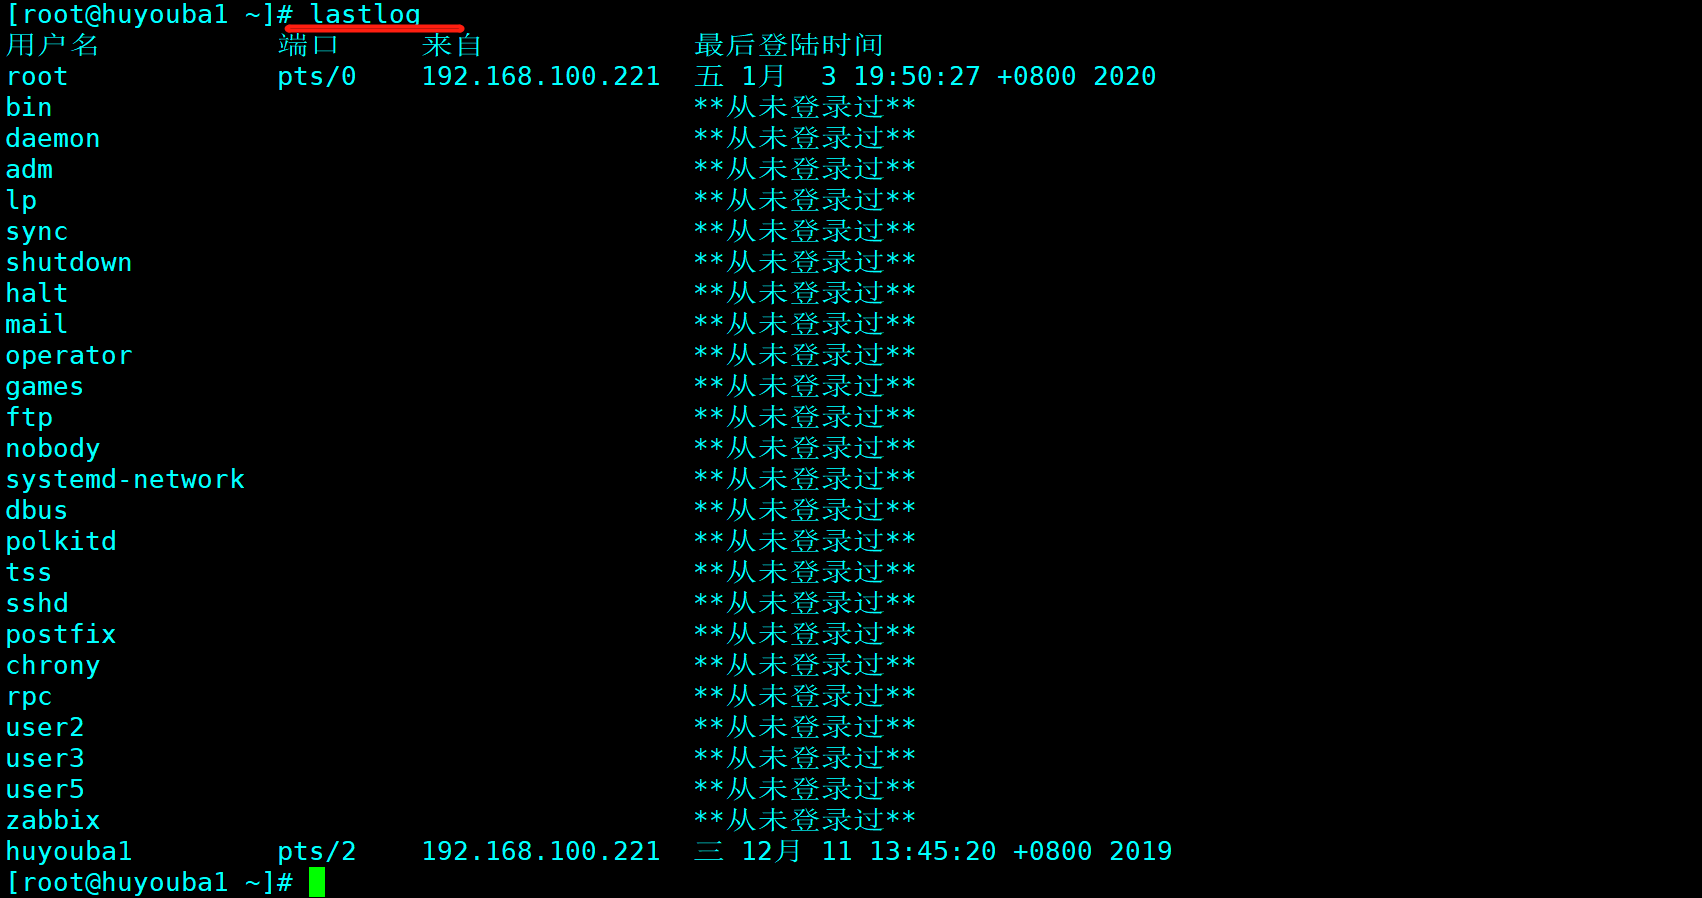 [root@huyouba1 ~]# lastlog
用户名 端口 来自 最后登陆时间
root pts/0 192.168.100.221 五 1月 3 19:50:27 +0800 2020
bin **从未登录过**
daemon **从未登录过**
adm **从未登录过**
lp **从未登录过**
sync **从未登录过**
shutdown **从未登录过**
halt **从未登录过**
mail **从未登录过**
operator **从未登录过**
games **从未登录过**
ftp **从未登录过**
nobody **从未登录过**
systemd-network **从未登录过**
dbus **从未登录过**
polkitd **从未登录过**
tss **从未登录过**
sshd **从未登录过**
postfix **从未登录过**
chrony **从未登录过**
rpc **从未登录过**
user2 **从未登录过**
user3 **从未登录过**
user5 **从未登录过**
zabbix **从未登录过**
huyouba1 pts/2 192.168.100.221 三 12月 11 13:45:20 +0800 2019
[root@huyouba1 ~]#